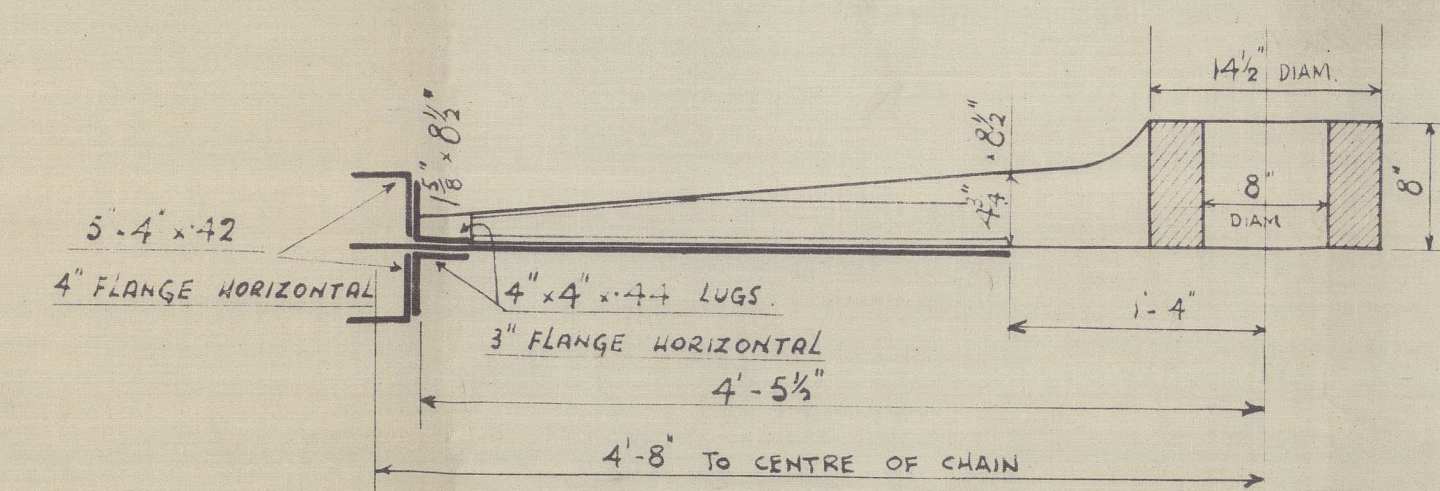 14½" DIAM.
1⅝" × 8½"
4¾" × 8½"
8"
DIAM
8"
5" - 4" × ·42
4" FLANGE HORIZONTAL
4" × 4" × ·44 LUGS.
3" FLANGE HORIZONTAL
1' - 4"
4' - 5½"
4' - 8" TO CENTRE OF CHAIN